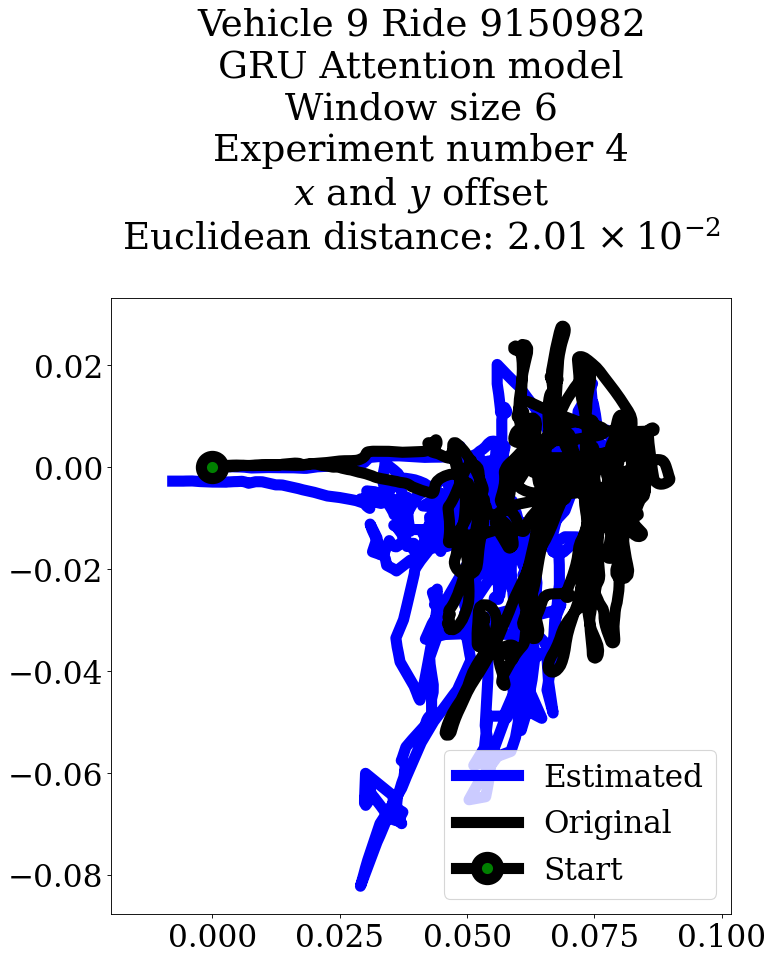 Vehicle 9 Ride 9150982
GRU Attention model
Window size 6
Experiment number 4
x and y offset
Euclidean distance: 2.01 × 10⁻²
0.02
0.00
−0.02
−0.04
−0.06
−0.08
Estimated
Original
Start
0.000 0.025 0.050 0.075 0.100